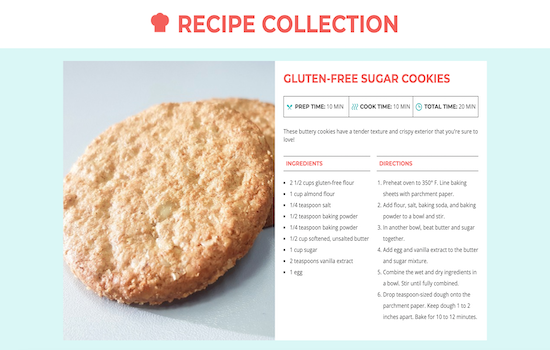 RECIPE COLLECTION
GLUTEN-FREE SUGAR COOKIES
PREP TIME: 10 MIN COOK TIME: 10 MIN TOTAL TIME: 20 MIN
These buttery cookies have a tender texture and crispy exterior that you're sure to
love!
INGREDIENTS
• 2 1/2 cups gluten-free flour
• 1 cup almond flour
• 1/4 teaspoon salt
• 1/2 teaspoon baking powder
• 1/4 teaspoon baking powder
• 1/2 cup softened, unsalted butter
• 1 cup sugar
• 2 teaspoons vanilla extract
• 1 egg
DIRECTIONS
1. Preheat oven to 350° F. Line baking
sheets with parchment paper.
2. Add flour, salt, baking soda, and baking
powder to a bowl and stir.
3. In another bowl, beat butter and sugar
together.
4. Add egg and vanilla extract to the butter
and sugar mixture.
5. Combine the wet and dry ingredients in
a bowl. Stir until fully combined.
6. Drop teaspoon-sized dough onto the
parchment paper. Keep dough 1 to 2
inches apart. Bake for 10 to 12 minutes.